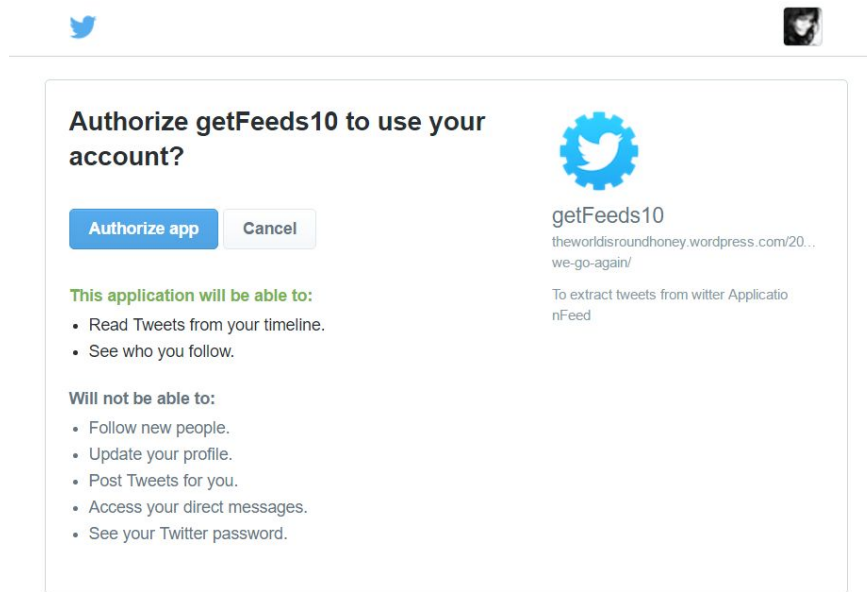 Authorize getFeeds10 to use your
account?
Authorize app
Cancel
This application will be able to:
• Read Tweets from your timeline.
• See who you follow.
Will not be able to:
• Follow new people.
• Update your profile.
• Post Tweets for you.
• Access your direct messages.
• See your Twitter password.
getFeeds10
theworldisroundhoney.wordpress.com/20...
we-go-again/
To extract tweets from witter Applicatio
nFeed